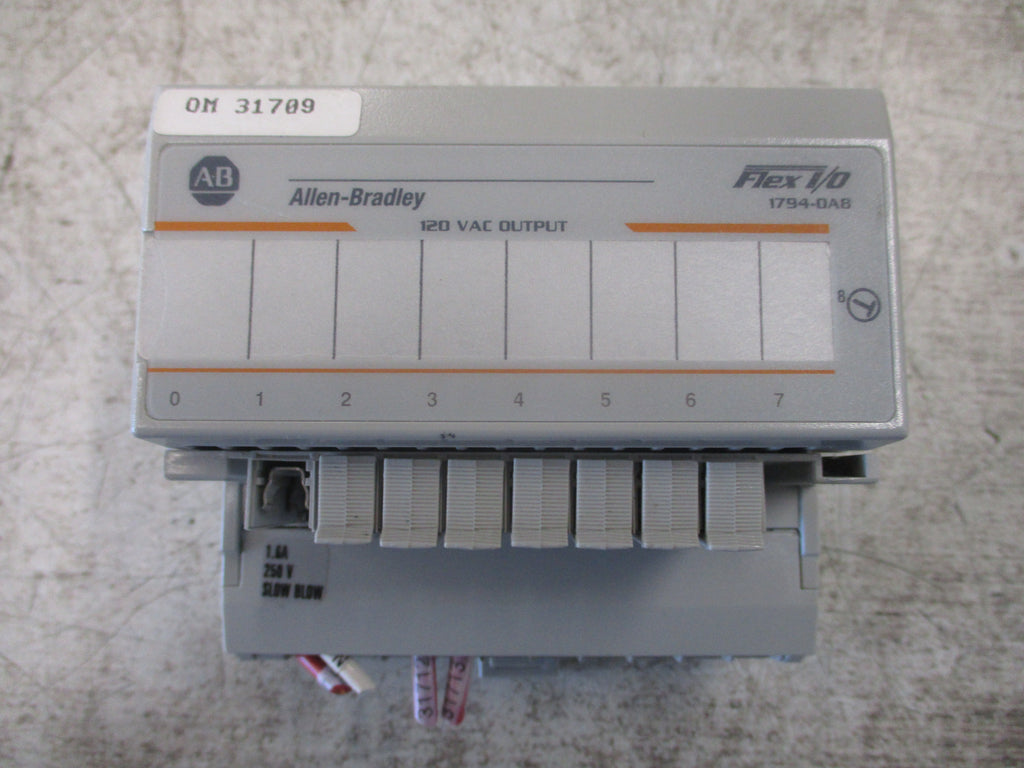 OM 31709
AB
Allen-Bradley
Flex I/O
1794-OA8
120 VAC OUTPUT
8
0 1 2 3 4 5 6 7
1.6A
250 V
SLOW BLOW